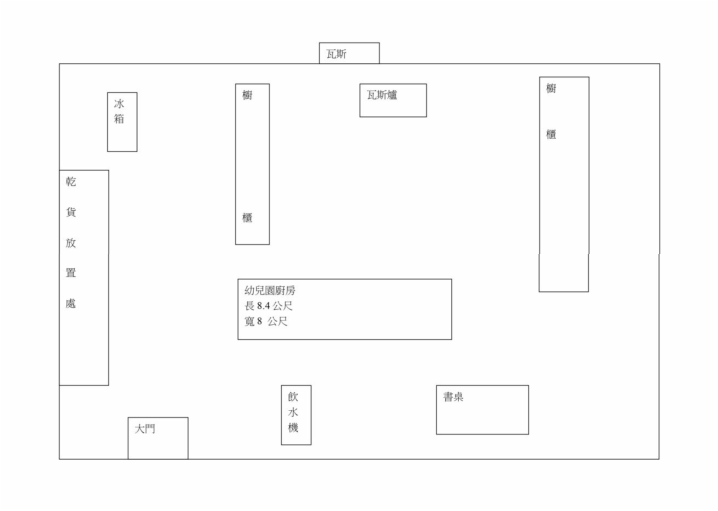 瓦斯
冰
箱
櫥
櫃
瓦斯爐
櫥
櫃
乾
貨
放
置
處
幼兒園廚房
長 8.4 公尺
寬 8 公尺
飲
水
機
書桌
大門